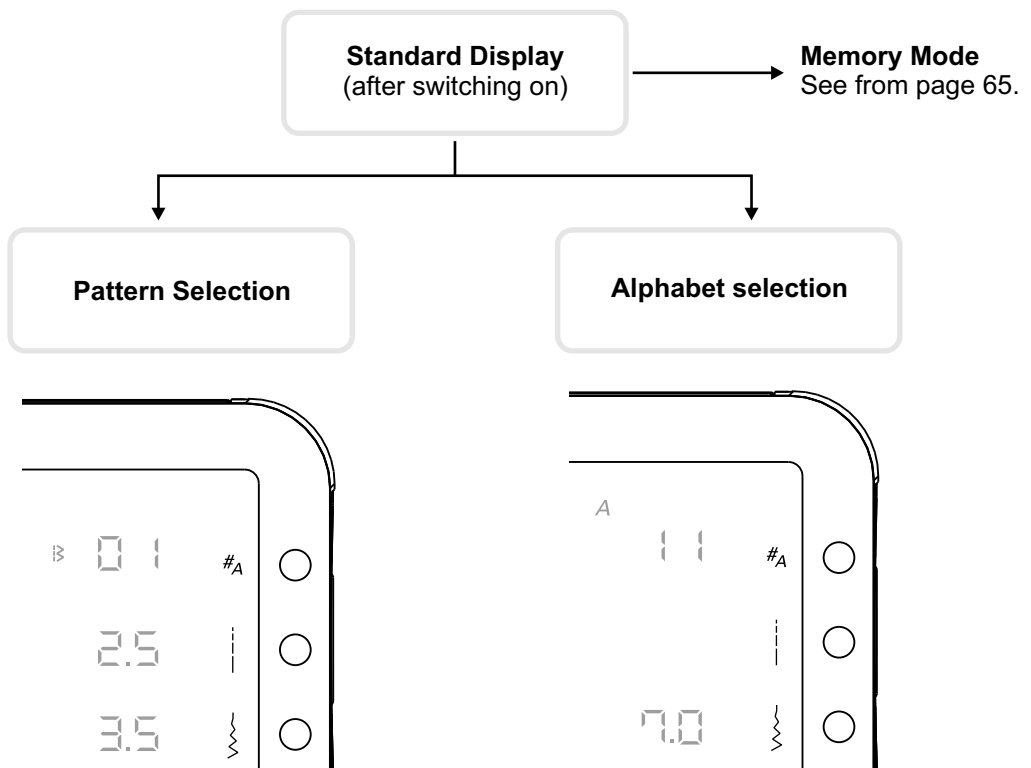 Standard Display
(after switching on)
Memory Mode
See from page 65.
Pattern Selection
Alphabet selection
01 #A
2.5
3.5
A
11 #A
7.0